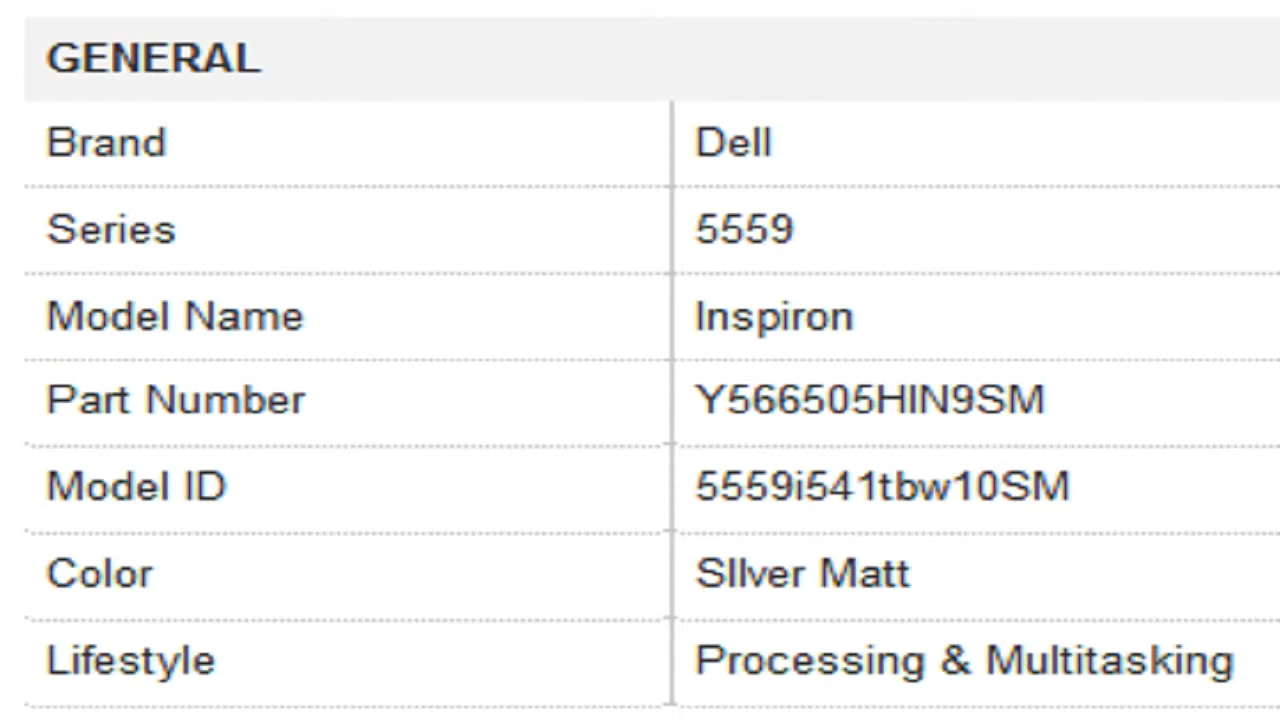 GENERAL
Brand Dell
Series 5559
Model Name Inspiron
Part Number Y566505HIN9SM
Model ID 5559i541tbw10SM
Color SIlver Matt
Lifestyle Processing & Multitasking